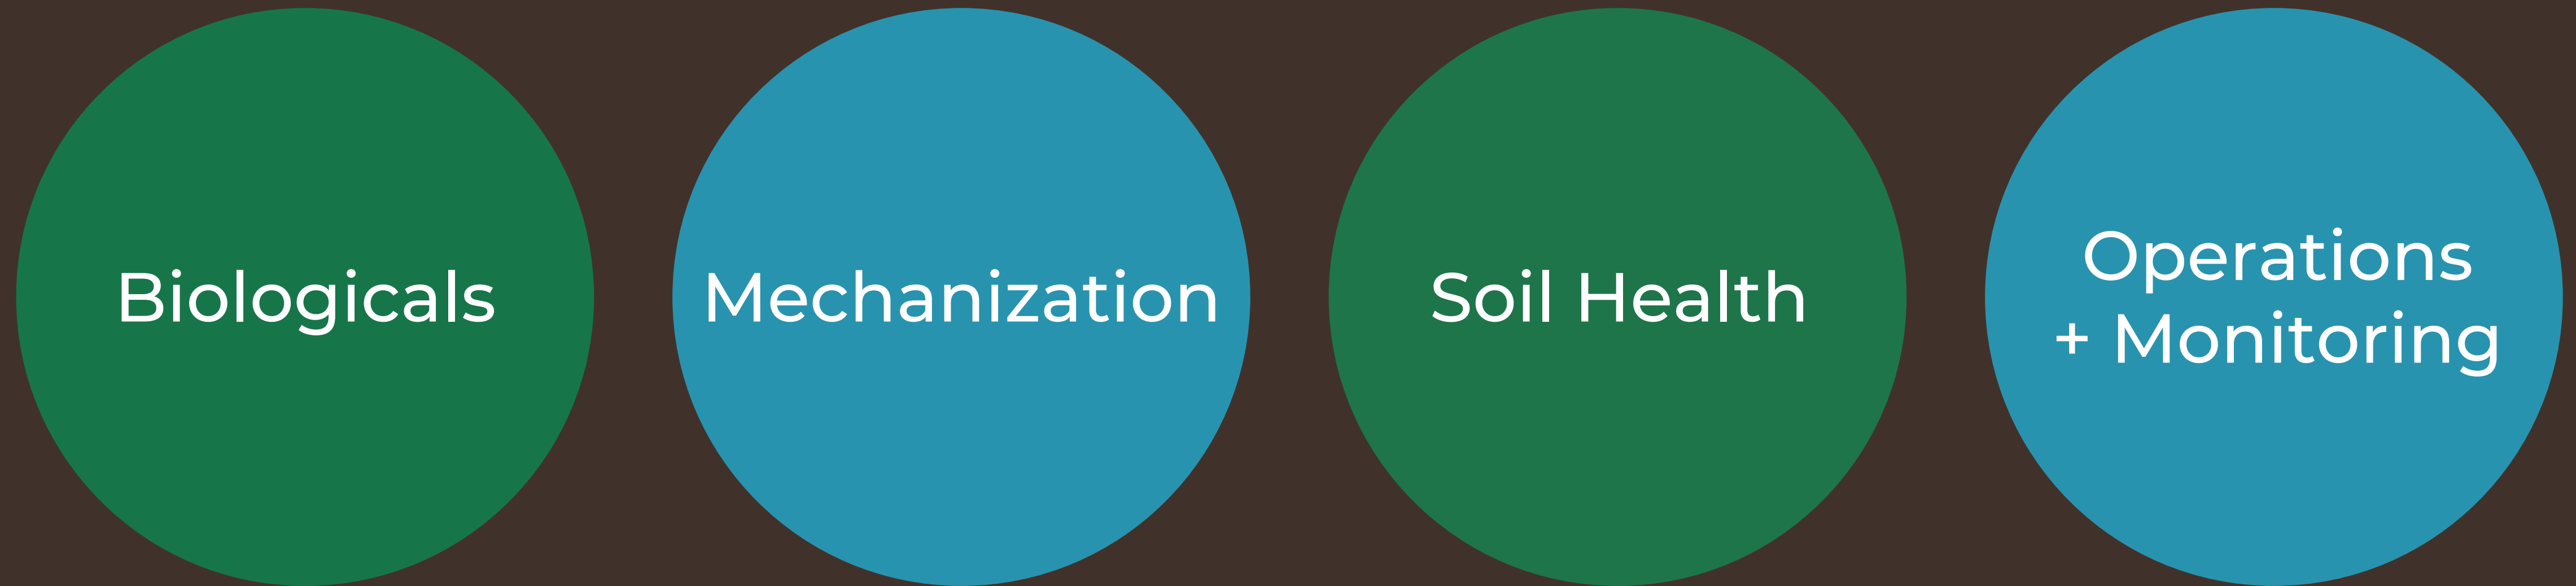 Biologicals
Mechanization
Soil Health
Operations
+ Monitoring